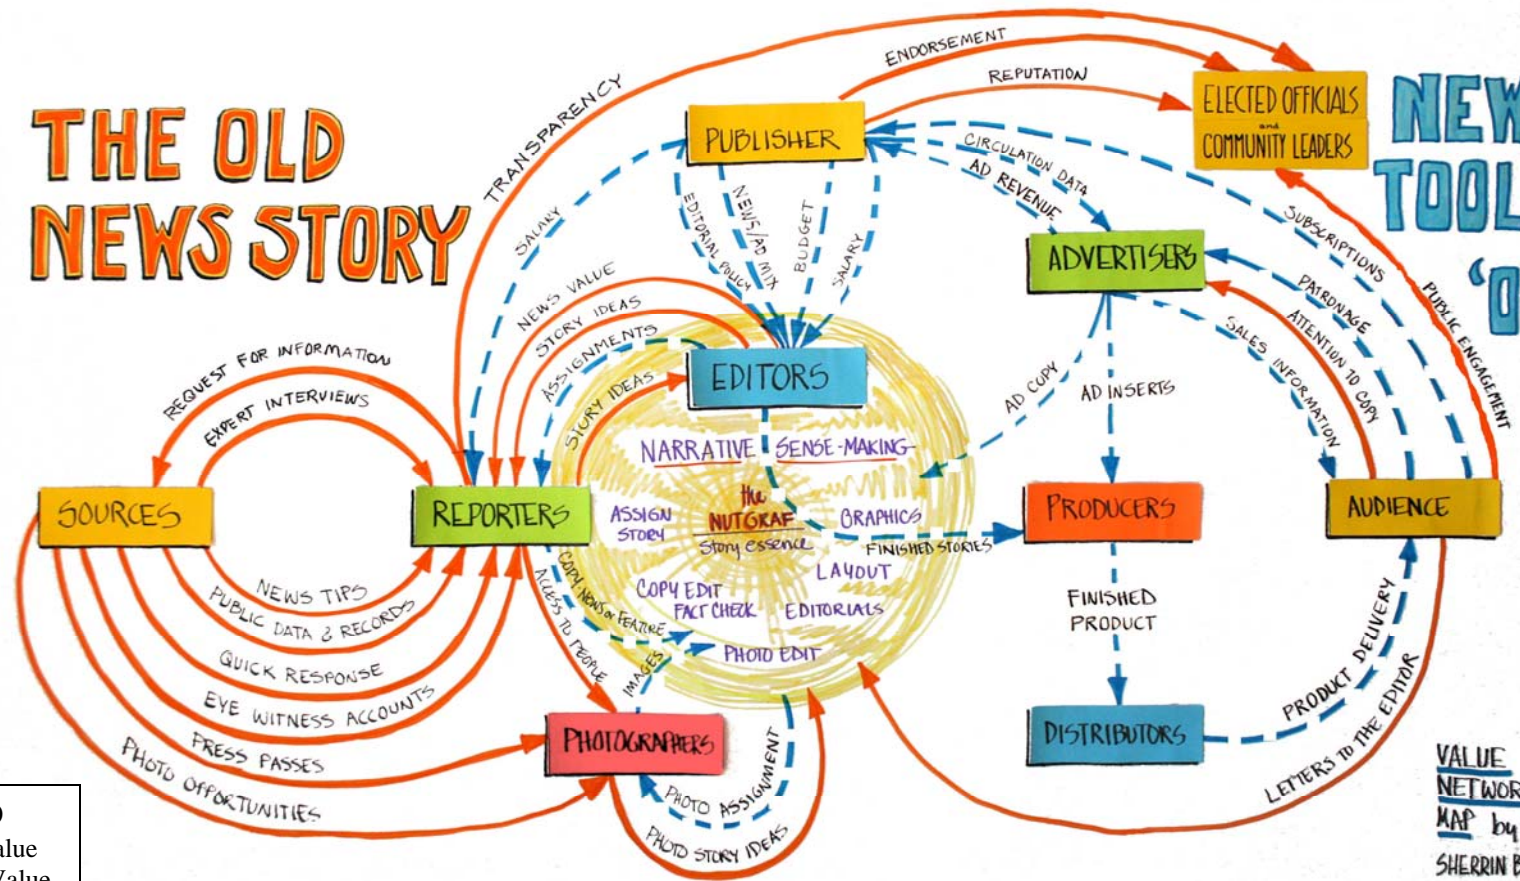 THE OLD
NEWS STORY
TRANSPARENCY
ENDORSEMENT
REPUTATION
ELECTED OFFICIALS
and
COMMUNITY LEADERS
NEW
TOOL
'O
PUBLISHER
CIRCULATION DATA
AD REVENUE
SUBSCRIPTIONS
SALARY
EDITORIAL POLICY
NEWS/AD MIX
BUDGET
SALARY
ADVERTISERS
PATRONAGE
ATTENTION TO COPY
SALES INFORMATION
PUBLIC ENGAGEMENT
NEWS VALUE
STORY IDEAS
ASSIGNMENTS
STORY IDEAS
EDITORS
AD COPY
AD INSERTS
REQUEST FOR INFORMATION
EXPERT INTERVIEWS
NARRATIVE SENSE-MAKING
SOURCES
REPORTERS
ASSIGN
STORY
the
NUTGRAF
Story essence
GRAPHICS
FINISHED STORIES
LAYOUT
PRODUCERS
AUDIENCE
COPY EDIT
FACT CHECK
EDITORIALS
PHOTO EDIT
COPY-NEWS OR FEATURE
ACCESS TO PEOPLE
IMAGES
NEWS TIPS
PUBLIC DATA & RECORDS
QUICK RESPONSE
EYE WITNESS ACCOUNTS
PRESS PASSES
PHOTO OPPORTUNITIES
FINISHED
PRODUCT
PRODUCT DELIVERY
LETTERS TO THE EDITOR
PHOTOGRAPHERS
PHOTO ASSIGNMENT
PHOTO STORY IDEAS
DISTRIBUTORS
VALUE
NETWOR
MAP by
SHERRIN B
alue
Value